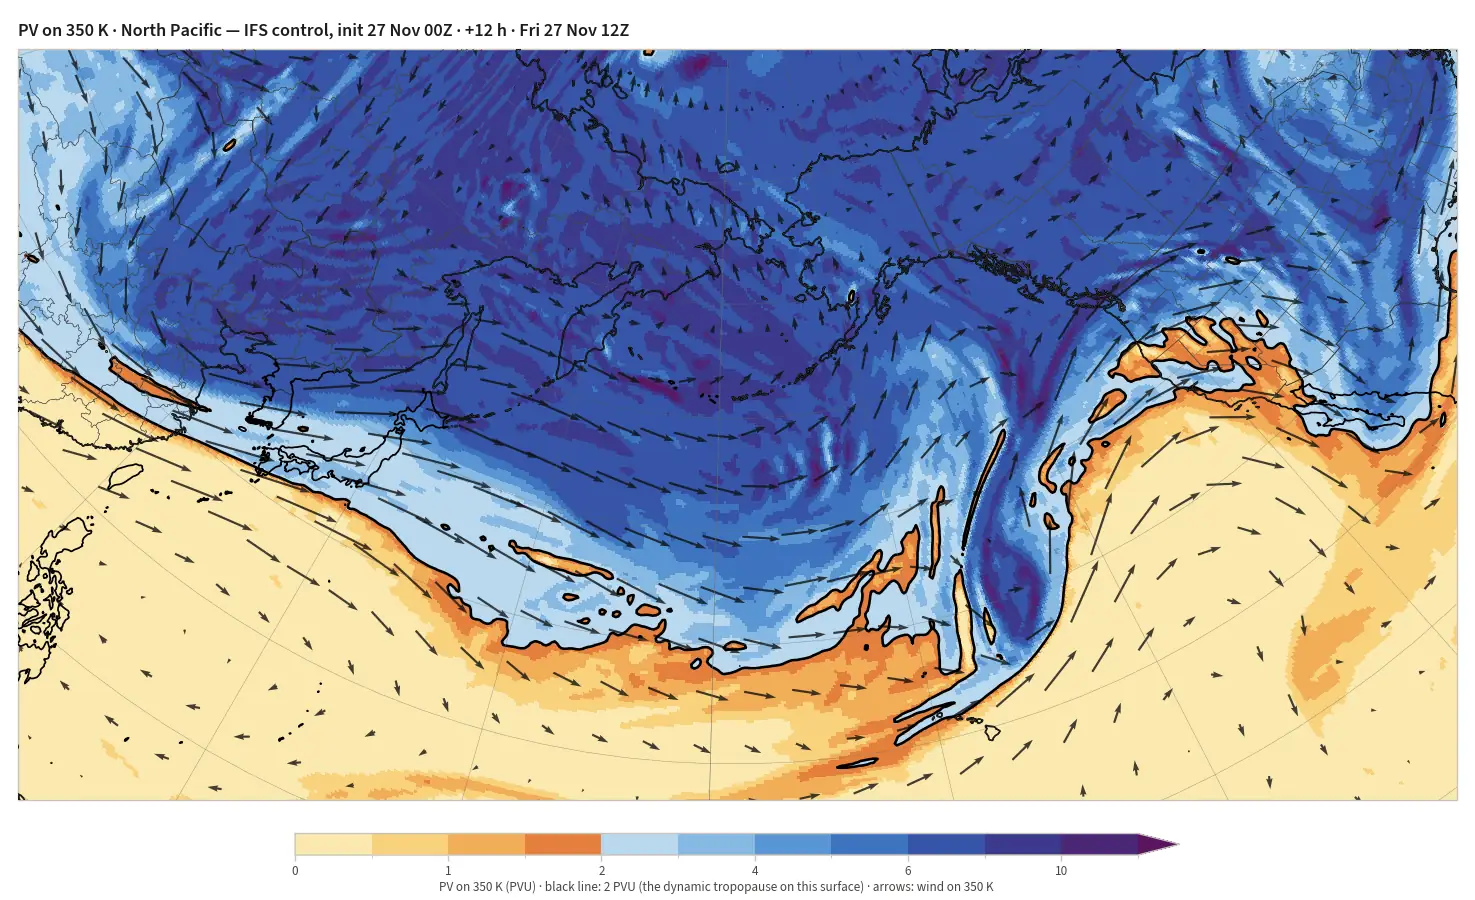 PV on 350 K · North Pacific — IFS control, init 27 Nov 00Z · +12 h · Fri 27 Nov 12Z
0 1 2 4 6 10
PV on 350 K (PVU) · black line: 2 PVU (the dynamic tropopause on this surface) · arrows: wind on 350 K